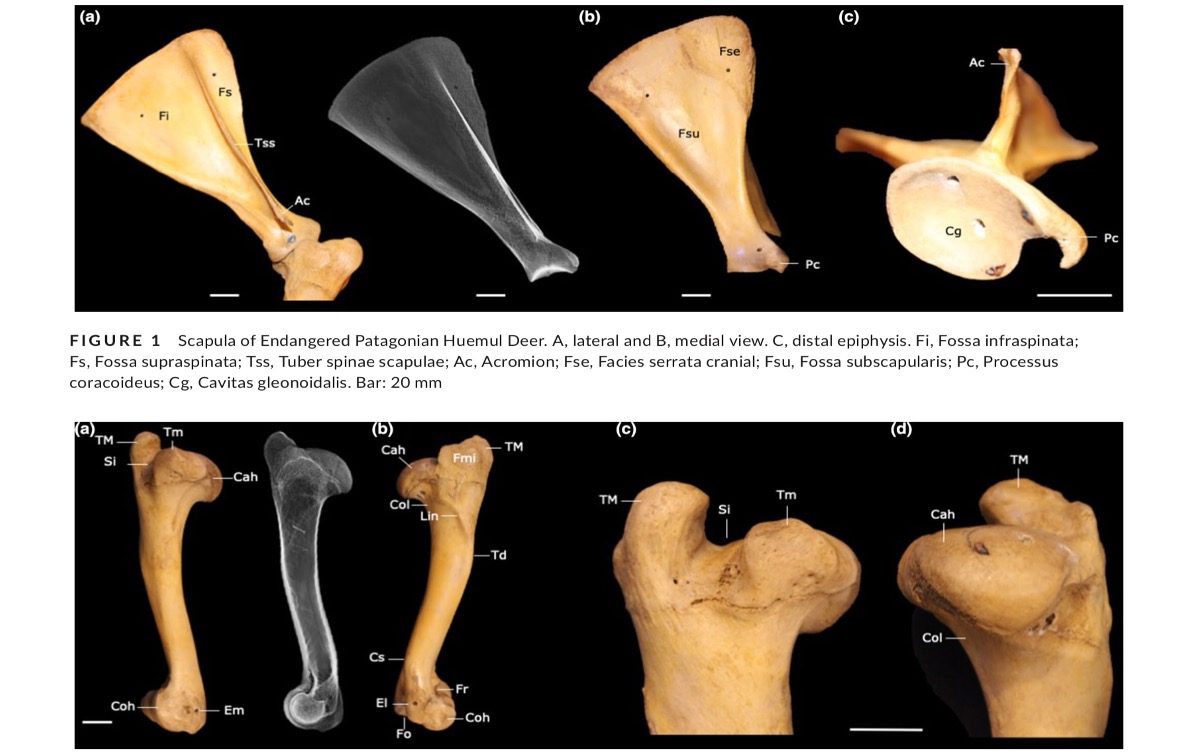 (a)
(b)
(c)
Fs
Fi
Tss
Ac
Fse
Fsu
Pc
Ac
Cg
Pc
FIGURE 1 Scapula of Endangered Patagonian Huemul Deer. A, lateral and B, medial view. C, distal epiphysis. Fi, Fossa infraspinata;
Fs, Fossa supraspinata; Tss, Tuber spinae scapulae; Ac, Acromion; Fse, Facies serrata cranial; Fsu, Fossa subscapularis; Pc, Processus
coracoideus; Cg, Cavitas gleonoidalis. Bar: 20 mm
(a)
TM
Tm
Si
Cah
Coh
Em
(b)
Cah
Fmi
TM
Col
Lin
Td
Cs
Fr
El
Coh
Fo
(c)
TM
Si
Tm
(d)
TM
Cah
Col